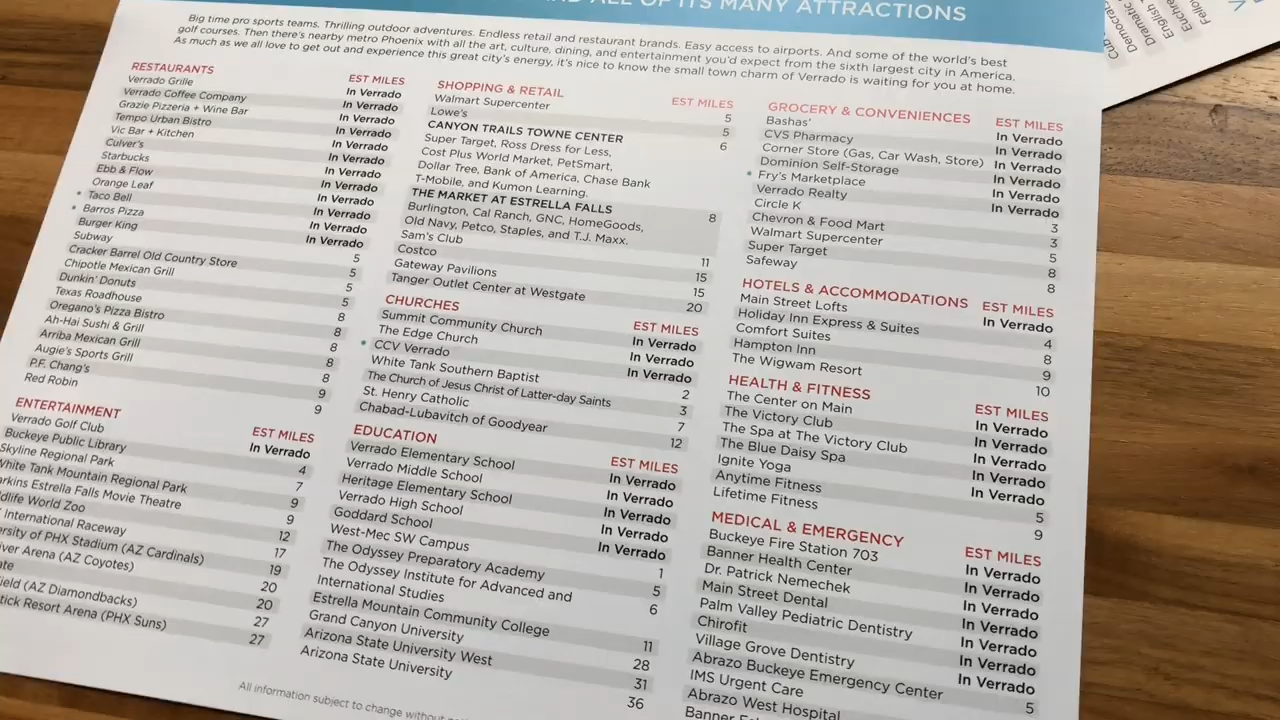 AND ALL OF ITS MANY ATTRACTIONS
Big time pro sports teams. Thrilling outdoor adventures. Endless retail and restaurant brands. Easy access to airports. And some of the world's best
golf courses. Then there's nearby metro Phoenix with all the art, culture, dining, and entertainment you'd expect from the sixth largest city in America.
As much as we all love to get out and experience this great city's energy, it's nice to know the small town charm of Verrado is waiting for you at home.
RESTAURANTS EST MILES
Verrado Grille In Verrado
Verrado Coffee Company In Verrado
Grazie Pizzeria + Wine Bar In Verrado
Tempo Urban Bistro In Verrado
Vic Bar + Kitchen In Verrado
Culver's In Verrado
Starbucks In Verrado
Ebb & Flow In Verrado
Orange Leaf In Verrado
* Taco Bell In Verrado
* Barros Pizza In Verrado
Burger King In Verrado
Subway In Verrado
Cracker Barrel Old Country Store 5
Chipotle Mexican Grill 5
Dunkin' Donuts 5
Texas Roadhouse 5
Oregano's Pizza Bistro 8
Ah-Hai Sushi & Grill 8
Arriba Mexican Grill 8
Augie's Sports Grill 8
P.F. Chang's 8
Red Robin 9
9
ENTERTAINMENT EST MILES
Verrado Golf Club In Verrado
Buckeye Public Library 4
Skyline Regional Park 7
White Tank Mountain Regional Park 9
Harkins Estrella Falls Movie Theatre 9
Wildlife World Zoo 12
International Raceway 17
University of PHX Stadium (AZ Cardinals) 19
River Arena (AZ Coyotes) 20
20
Field (AZ Diamondbacks) 27
Stick Resort Arena (PHX Suns) 27
SHOPPING & RETAIL EST MILES
Walmart Supercenter 5
Lowe's 5
CANYON TRAILS TOWNE CENTER 6
Super Target, Ross Dress for Less,
Cost Plus World Market, PetSmart,
Dollar Tree, Bank of America, Chase Bank
T-Mobile, and Kumon Learning.
THE MARKET AT ESTRELLA FALLS 8
Burlington, Cal Ranch, GNC, HomeGoods,
Old Navy, Petco, Staples, and T.J. Maxx.
Sam's Club 11
Costco 15
Gateway Pavilions 15
Tanger Outlet Center at Westgate 20
CHURCHES EST MILES
Summit Community Church In Verrado
The Edge Church In Verrado
* CCV Verrado In Verrado
White Tank Southern Baptist 2
The Church of Jesus Christ of Latter-day Saints 3
St. Henry Catholic 7
Chabad-Lubavitch of Goodyear 12
EDUCATION EST MILES
Verrado Elementary School In Verrado
Verrado Middle School In Verrado
Heritage Elementary School In Verrado
Verrado High School In Verrado
Goddard School In Verrado
West-Mec SW Campus 1
The Odyssey Preparatory Academy 5
The Odyssey Institute for Advanced and 6
International Studies
Estrella Mountain Community College 11
Grand Canyon University 28
Arizona State University West 31
Arizona State University 36
GROCERY & CONVENIENCES EST MILES
Bashas' In Verrado
CVS Pharmacy In Verrado
Corner Store (Gas, Car Wash, Store) In Verrado
Dominion Self-Storage In Verrado
* Fry's Marketplace In Verrado
Verrado Realty In Verrado
Circle K 3
Chevron & Food Mart 3
Walmart Supercenter 5
Super Target 8
Safeway 8
HOTELS & ACCOMMODATIONS EST MILES
Main Street Lofts In Verrado
Holiday Inn Express & Suites 4
Comfort Suites 8
Hampton Inn 9
The Wigwam Resort 10
HEALTH & FITNESS EST MILES
The Center on Main In Verrado
The Victory Club In Verrado
The Spa at The Victory Club In Verrado
The Blue Daisy Spa In Verrado
Ignite Yoga In Verrado
Anytime Fitness 5
Lifetime Fitness 9
MEDICAL & EMERGENCY EST MILES
Buckeye Fire Station 703 In Verrado
Banner Health Center In Verrado
Dr. Patrick Nemechek In Verrado
Main Street Dental In Verrado
Palm Valley Pediatric Dentistry In Verrado
Chirofit In Verrado
Village Grove Dentistry In Verrado
Abrazo Buckeye Emergency Center 5
IMS Urgent Care
Abrazo West Hospital
Banner
All information subject to change without
Democra
Dramatic
English
Euchre
Fello